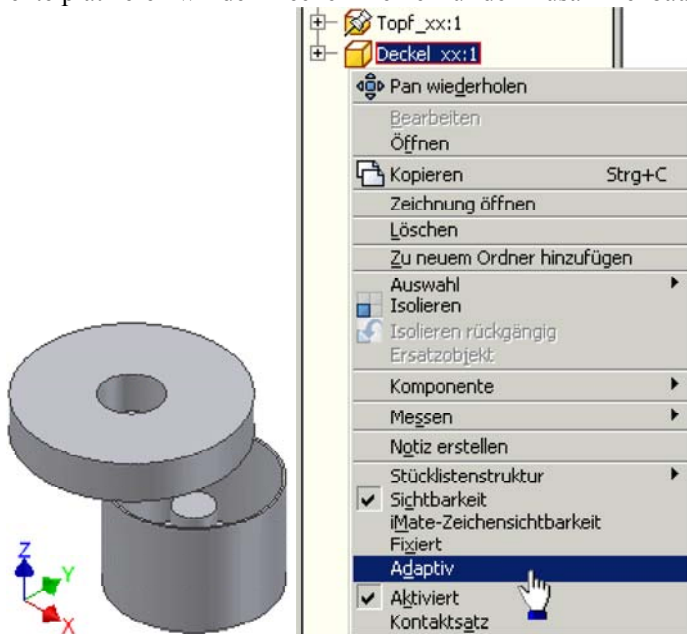 Topf_xx:1
Deckel_xx:1
Pan wiederholen
Bearbeiten
Öffnen
Kopieren Strg+C
Zeichnung öffnen
Löschen
Zu neuem Ordner hinzufügen
Auswahl
Isolieren
Isolieren rückgängig
Ersatzobjekt
Komponente
Messen
Notiz erstellen
Stücklistenstruktur
Sichtbarkeit
iMate-Zeichensichtbarkeit
Fixiert
Adaptiv
Aktiviert
Kontaktsatz
Z
Y
X